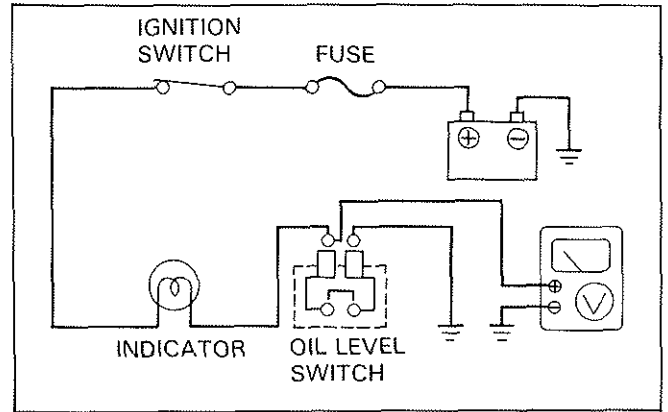 IGNITION
SWITCH
FUSE
+
−
+
−
V
INDICATOR
OIL LEVEL
SWITCH